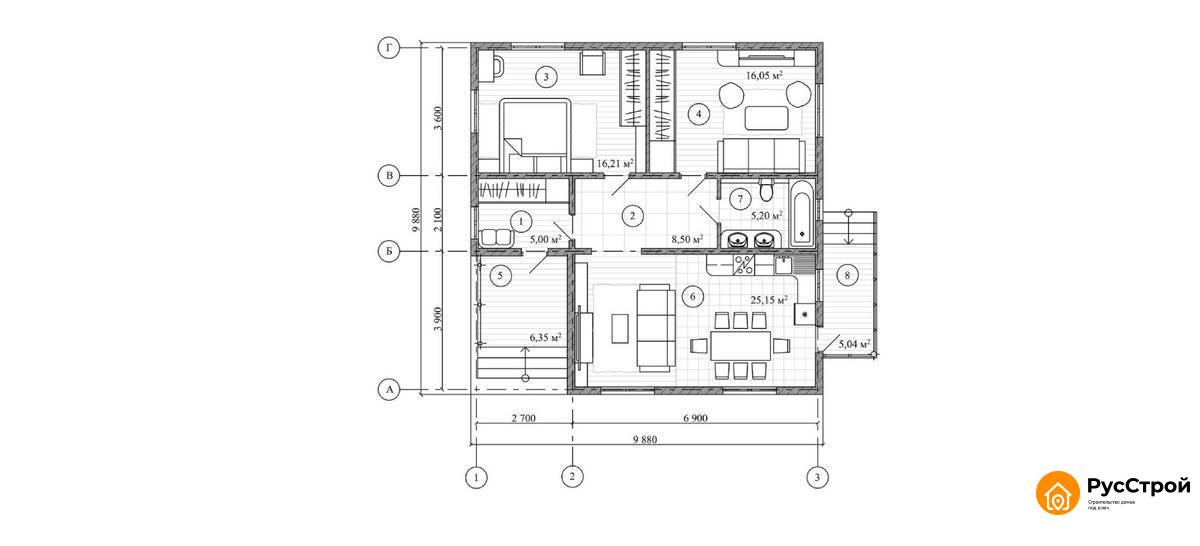 Г
3
16,05 м²
4
3 600
16,21 м²
В
7
1
2
5,20 м²
9 880
2 100
5,00 м²
8,50 м²
Б
5
8
6
25,15 м²
3 900
6,35 м²
5,04 м²
А
2 700
6 900
9 880
1
2
3
РусСтрой
Строительство домов
под ключ